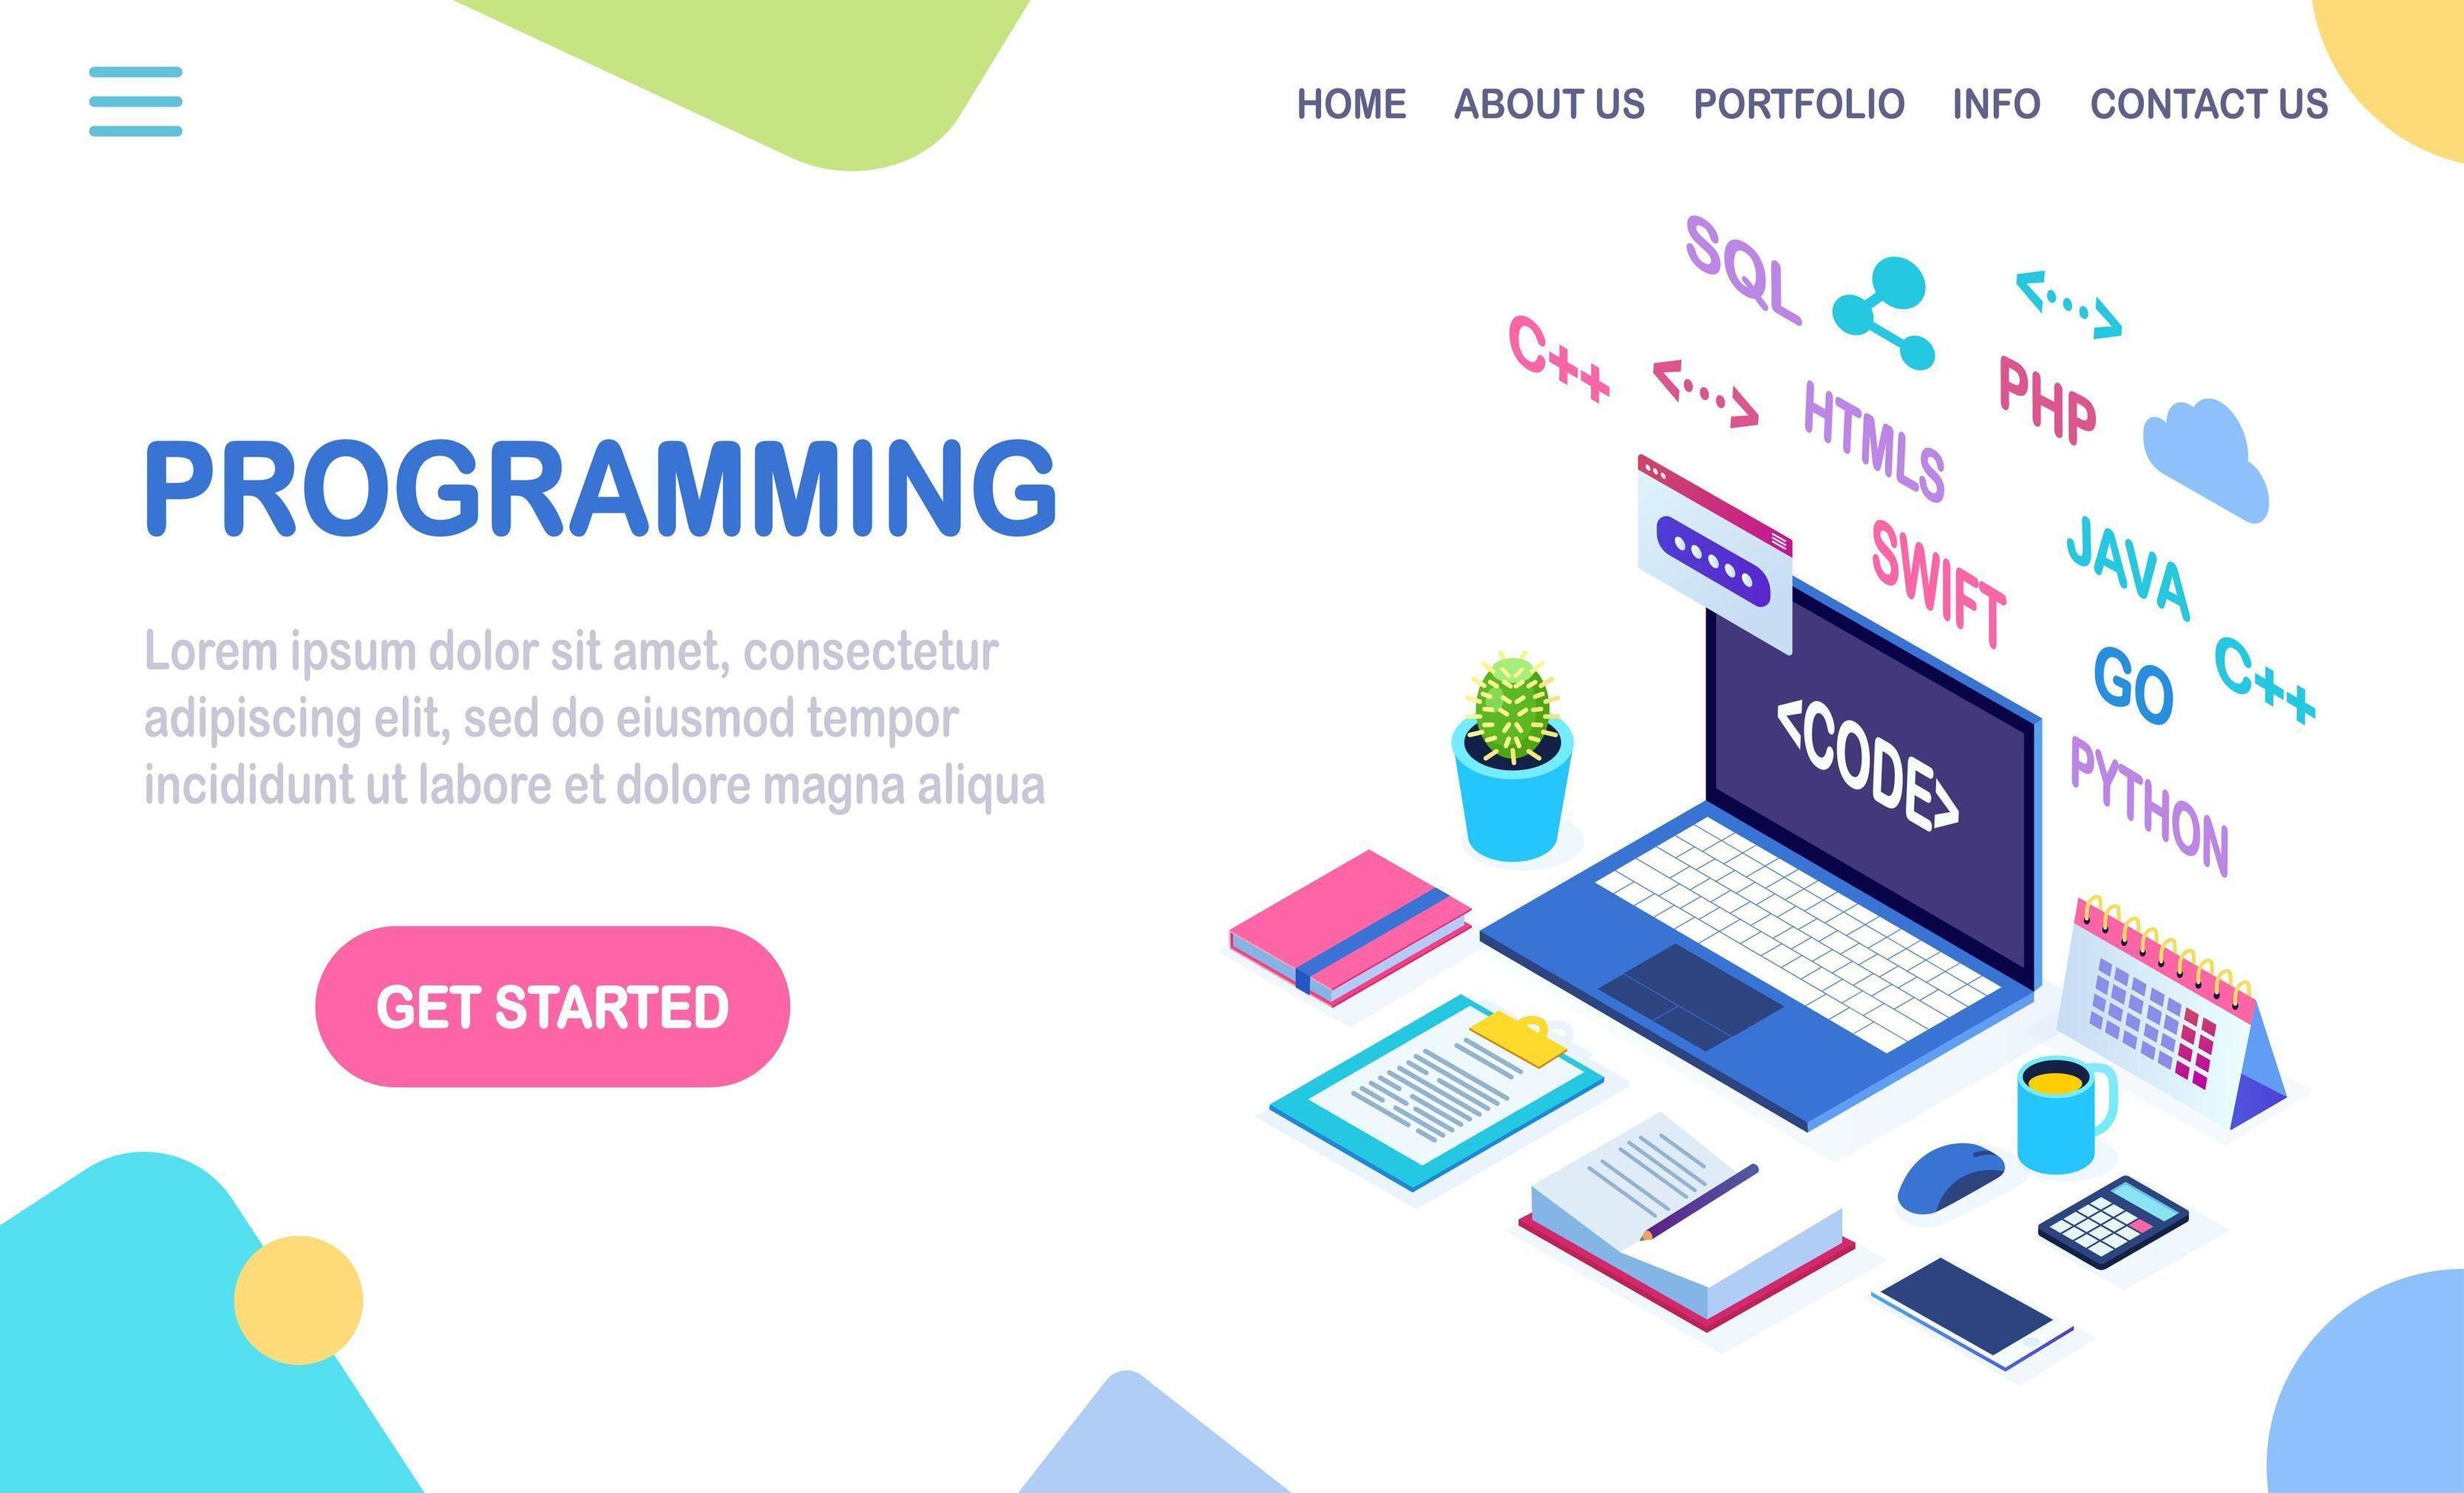 HOME ABOUT US PORTFOLIO INFO CONTACT US
PROGRAMMING
Lorem ipsum dolor sit amet, consectetur
adipiscing elit, sed do eiusmod tempor
incididunt ut labore et dolore magna aliqua
GET STARTED
SQL
<...>
C++
<...>
HTMLS
PHP
SWIFT
JAVA
GO
C++
PYTHON
<CODE>